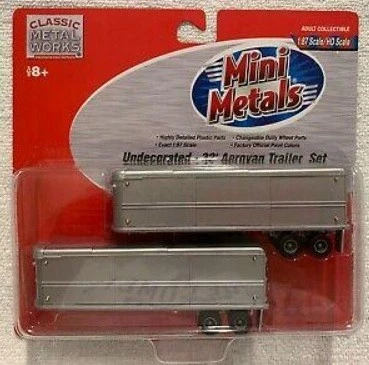 CLASSIC
METAL
WORKS
8+
ADULT COLLECTIBLE
1:87 Scale/HO Scale
Mini
Metals
• Highly Detailed Plastic Parts • Changeable Dolly Wheel Parts
• Exact 1:87 Scale • Factory Official Paint Colors
Undecorated - 32' Aerovan Trailer Set